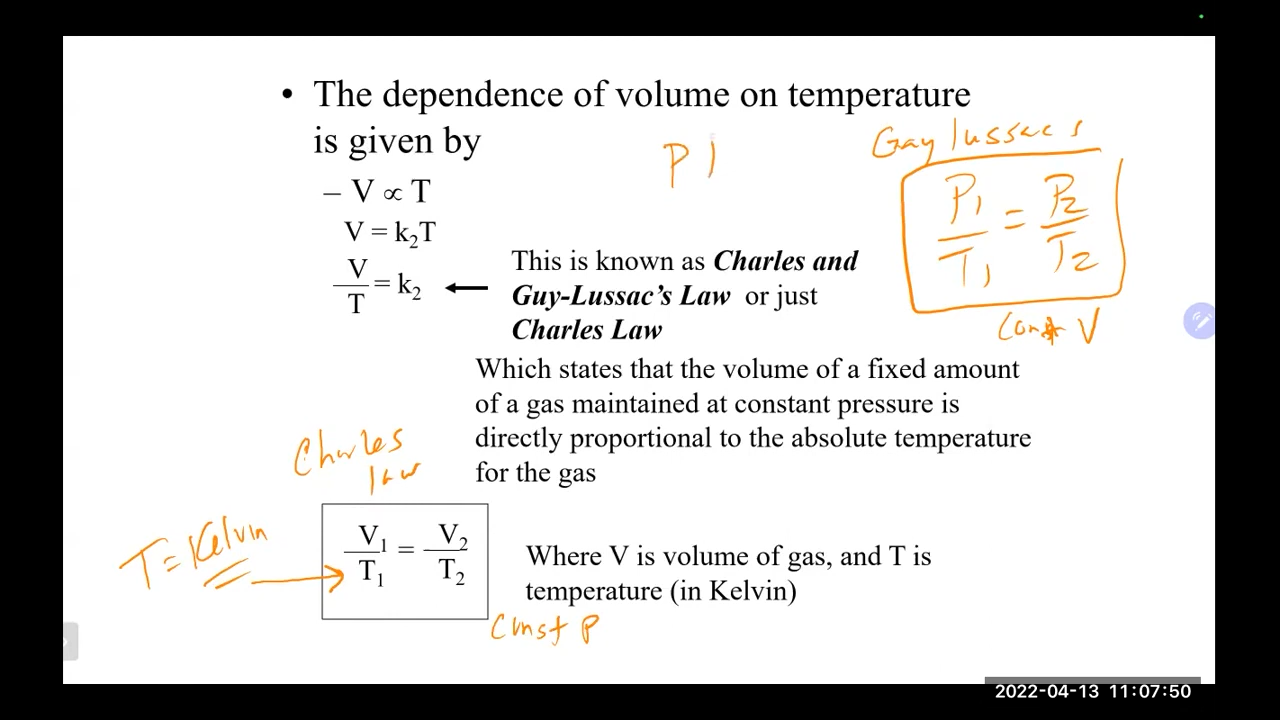 • The dependence of volume on temperature
is given by
P
Gay lussac s
– V ∝ T
V = k₂T
V/T = k₂
P₁/T₁ = P₂/T₂
This is known as Charles and
Guy-Lussac's Law or just
Charles Law
Const V
Which states that the volume of a fixed amount
of a gas maintained at constant pressure is
directly proportional to the absolute temperature
for the gas
Charles
law
T = Kelvin
V₁/T₁ = V₂/T₂
Where V is volume of gas, and T is
temperature (in Kelvin)
Const P
2022-04-13 11:07:50